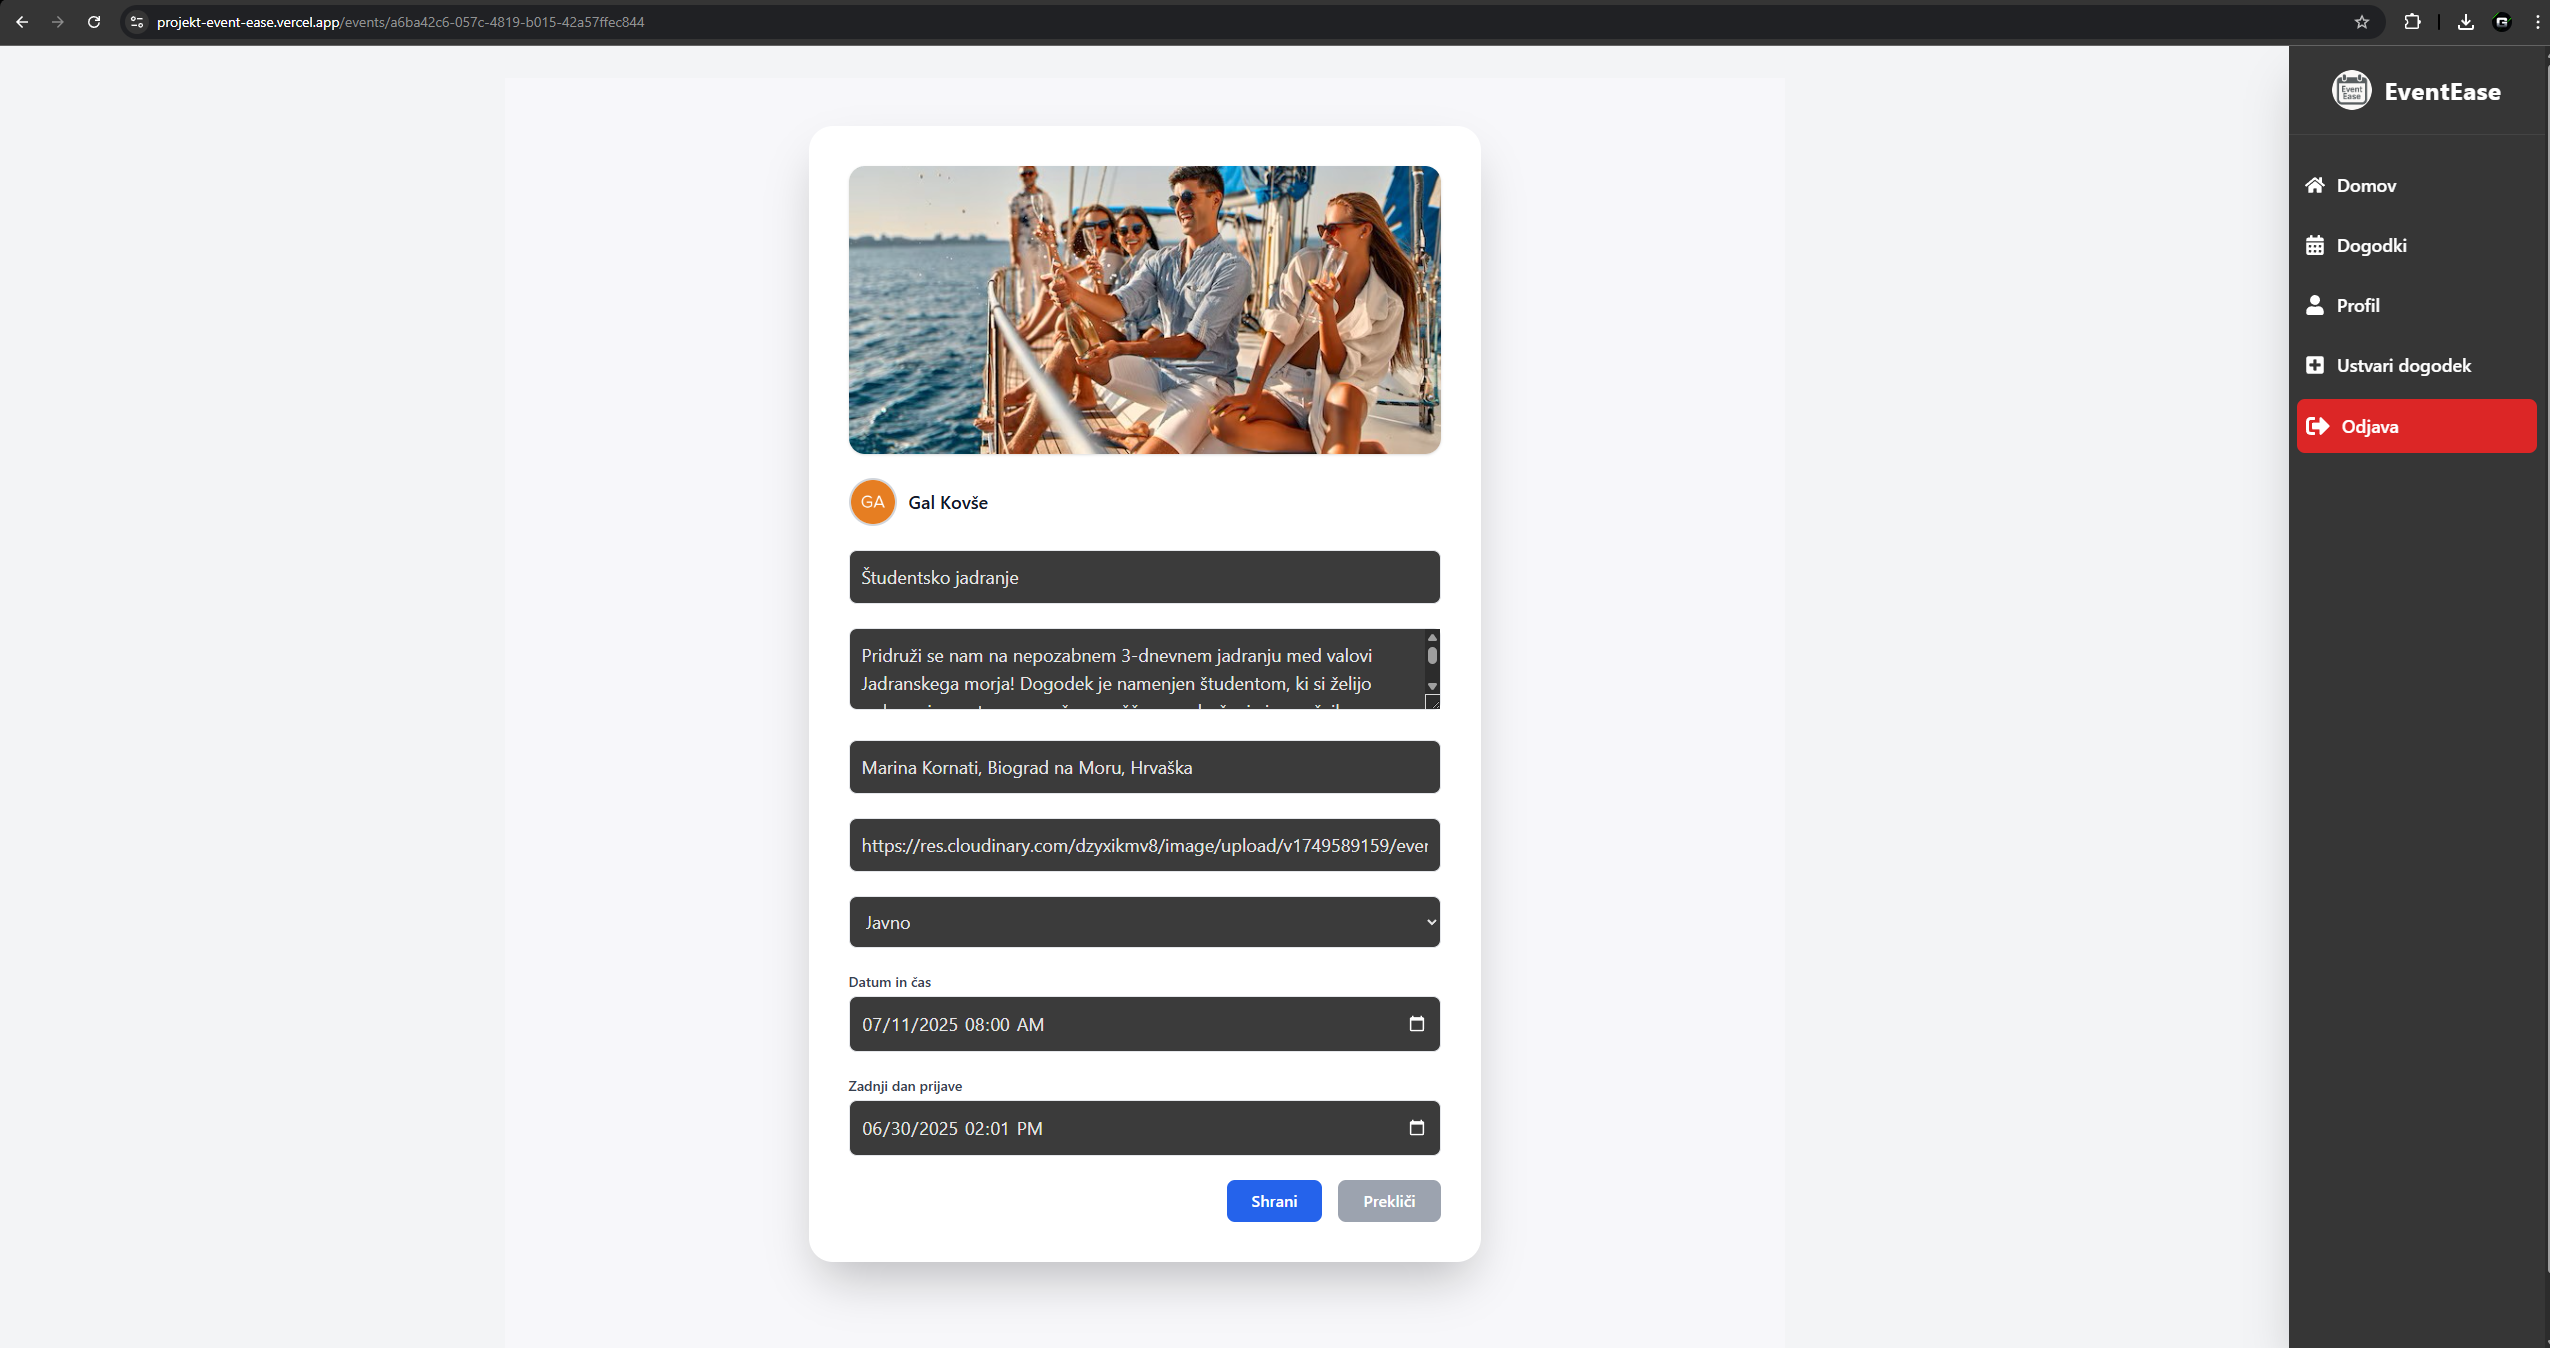 projekt-event-ease.vercel.app/events/a6ba42c6-057c-4819-b015-42a57ffec844
Event
Ease
EventEase
Domov
Dogodki
Profil
Ustvari dogodek
Odjava
GA
Gal Kovše
Študentsko jadranje
Pridruži se nam na nepozabnem 3-dnevnem jadranju med valovi
Jadranskega morja! Dogodek je namenjen študentom, ki si želijo
Marina Kornati, Biograd na Moru, Hrvaška
https://res.cloudinary.com/dzyxikmv8/image/upload/v1749589159/ever
Javno
Datum in čas
07/11/2025 08:00 AM
Zadnji dan prijave
06/30/2025 02:01 PM
Shrani
Prekliči